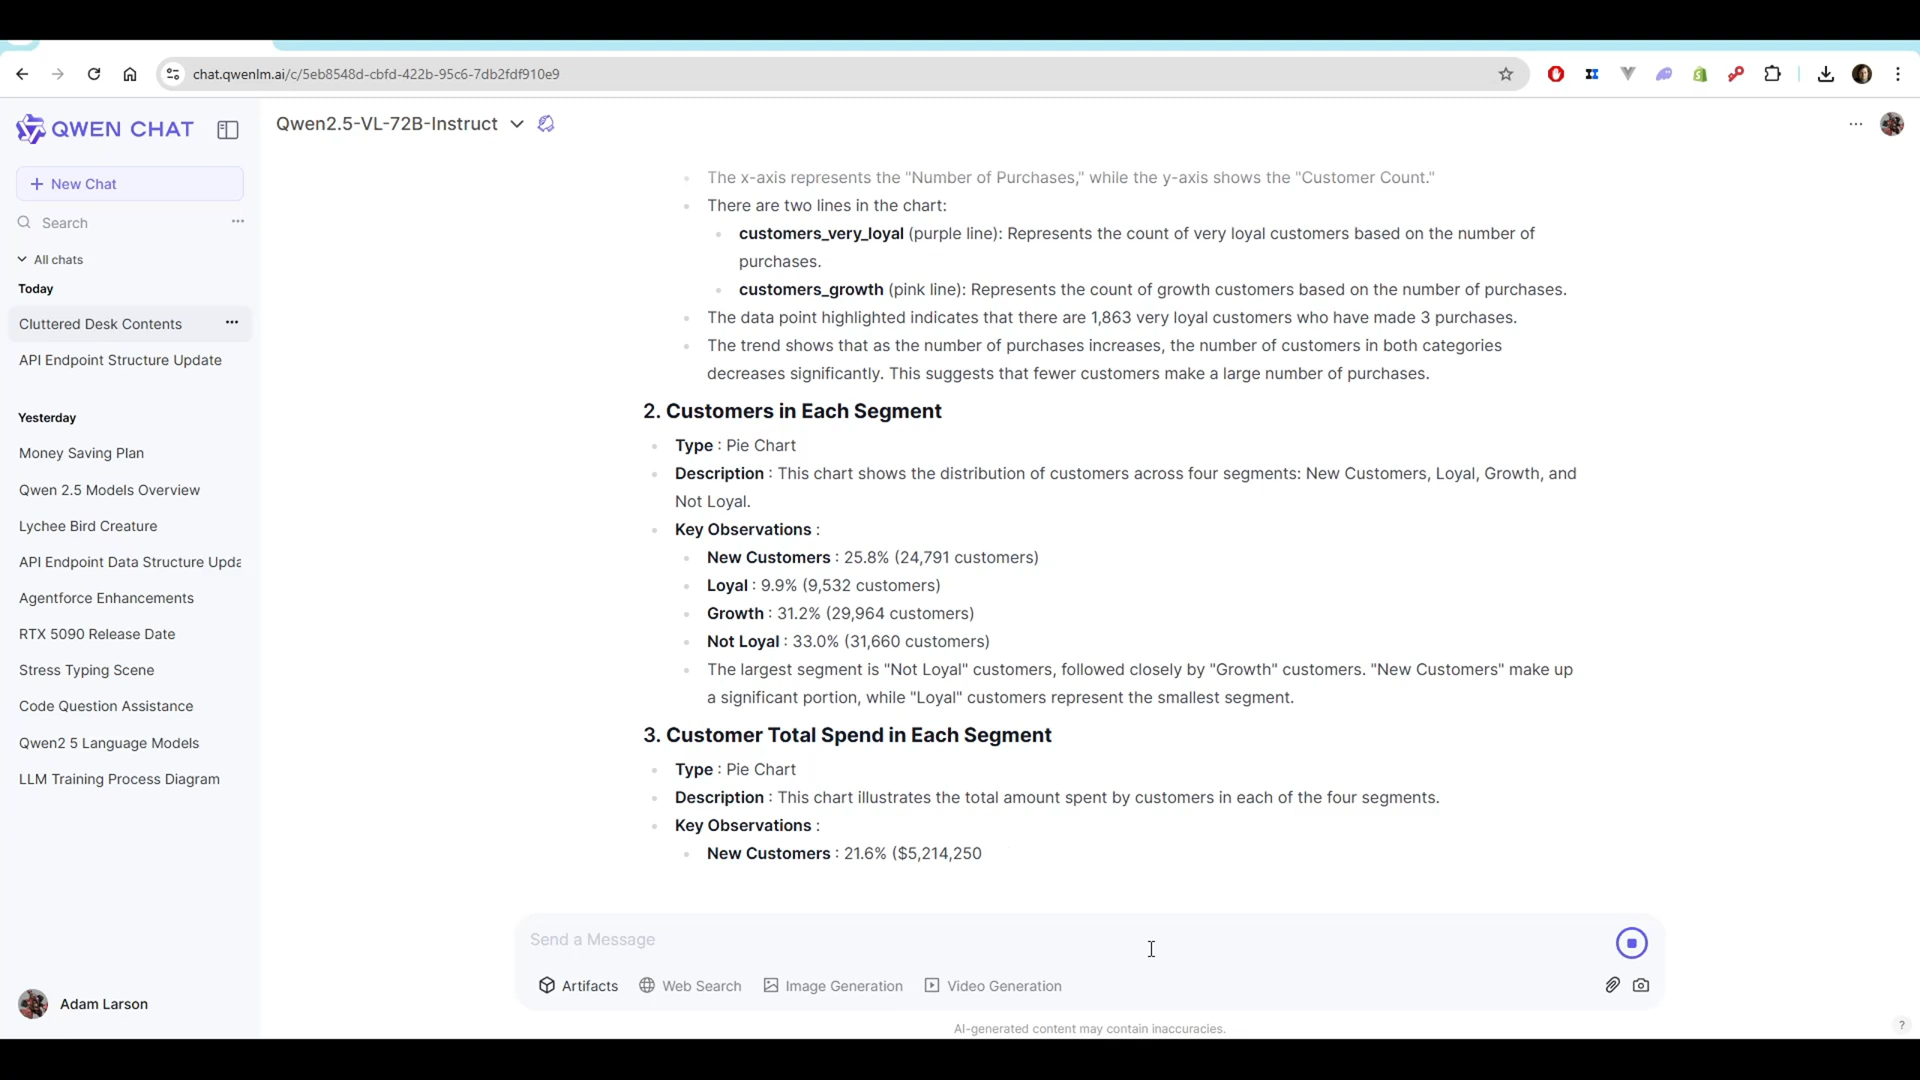 chat.qwenlm.ai/c/5eb8548d-cbfd-422b-95c6-7db2fdf910e9
QWEN CHAT
New Chat
Search
All chats
Today
Cluttered Desk Contents
API Endpoint Structure Update
Yesterday
Money Saving Plan
Qwen 2.5 Models Overview
Lychee Bird Creature
API Endpoint Data Structure Upda
Agentforce Enhancements
RTX 5090 Release Date
Stress Typing Scene
Code Question Assistance
Qwen2 5 Language Models
LLM Training Process Diagram
Adam Larson
Qwen2.5-VL-72B-Instruct
The x-axis represents the "Number of Purchases," while the y-axis shows the "Customer Count."
There are two lines in the chart:
customers_very_loyal (purple line): Represents the count of very loyal customers based on the number of
purchases.
customers_growth (pink line): Represents the count of growth customers based on the number of purchases.
The data point highlighted indicates that there are 1,863 very loyal customers who have made 3 purchases.
The trend shows that as the number of purchases increases, the number of customers in both categories
decreases significantly. This suggests that fewer customers make a large number of purchases.
2. Customers in Each Segment
Type : Pie Chart
Description : This chart shows the distribution of customers across four segments: New Customers, Loyal, Growth, and
Not Loyal.
Key Observations :
New Customers : 25.8% (24,791 customers)
Loyal : 9.9% (9,532 customers)
Growth : 31.2% (29,964 customers)
Not Loyal : 33.0% (31,660 customers)
The largest segment is "Not Loyal" customers, followed closely by "Growth" customers. "New Customers" make up
a significant portion, while "Loyal" customers represent the smallest segment.
3. Customer Total Spend in Each Segment
Type : Pie Chart
Description : This chart illustrates the total amount spent by customers in each of the four segments.
Key Observations :
New Customers : 21.6% ($5,214,250
Send a Message
Artifacts
Web Search
Image Generation
Video Generation
AI-generated content may contain inaccuracies.
?